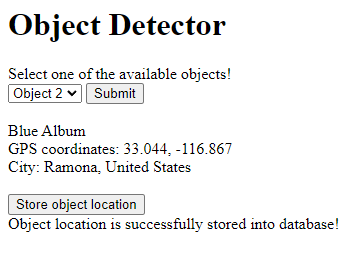 Object Detector
Select one of the available objects!
Object 2 Submit
Blue Album
GPS coordinates: 33.044, -116.867
City: Ramona, United States
Store object location
Object location is successfully stored into database!